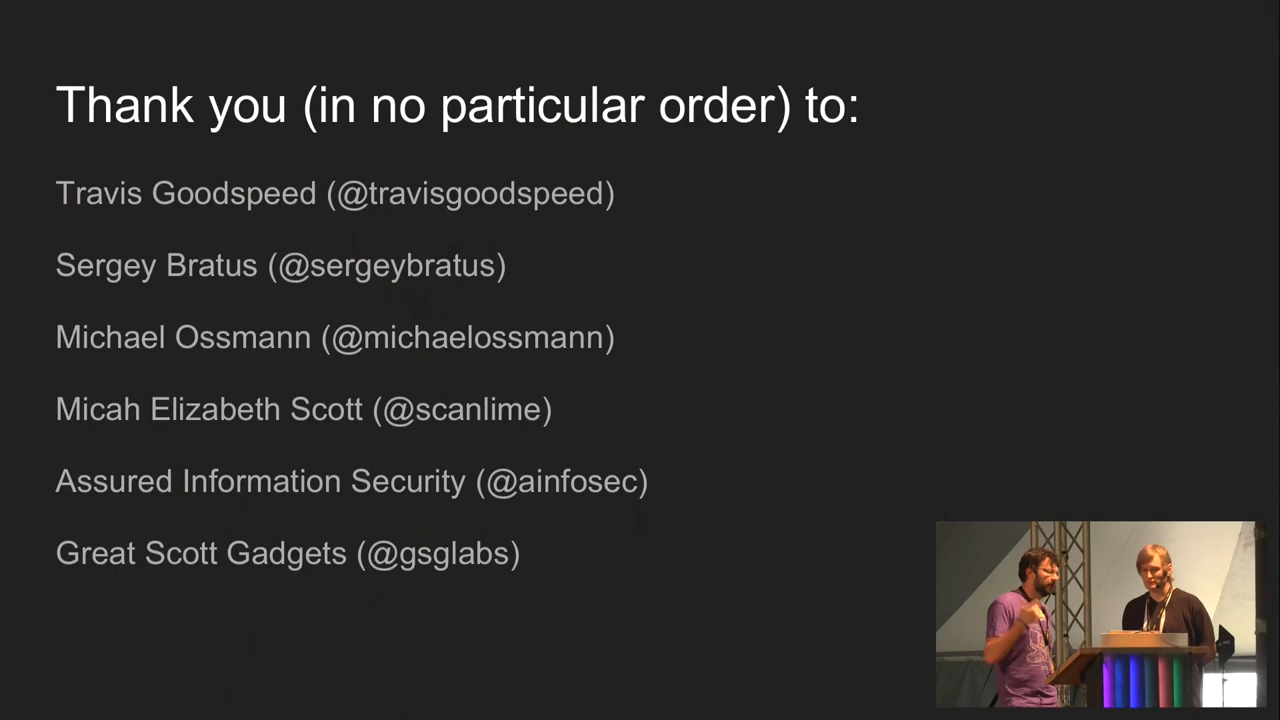 Thank you (in no particular order) to:
Travis Goodspeed (@travisgoodspeed)
Sergey Bratus (@sergeybratus)
Michael Ossmann (@michaelossmann)
Micah Elizabeth Scott (@scanlime)
Assured Information Security (@ainfosec)
Great Scott Gadgets (@gsglabs)